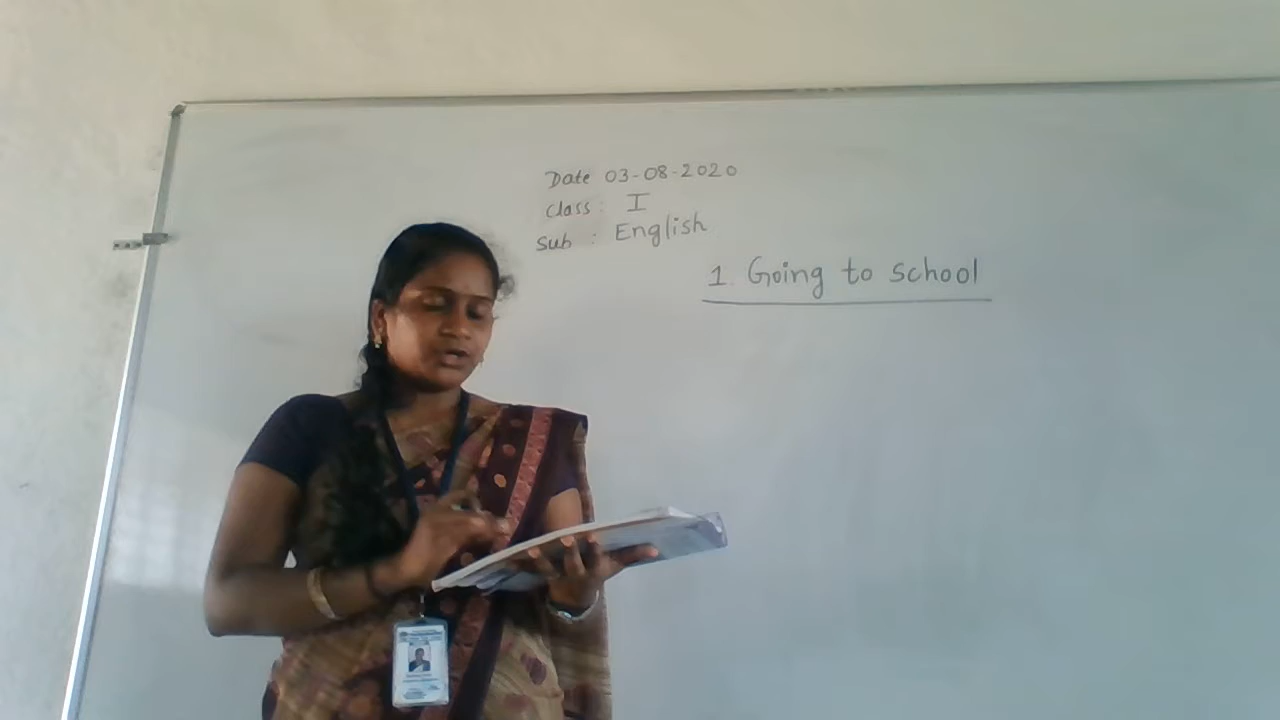 Date 03-08-2020
Class : I
Sub : English
1. Going to school